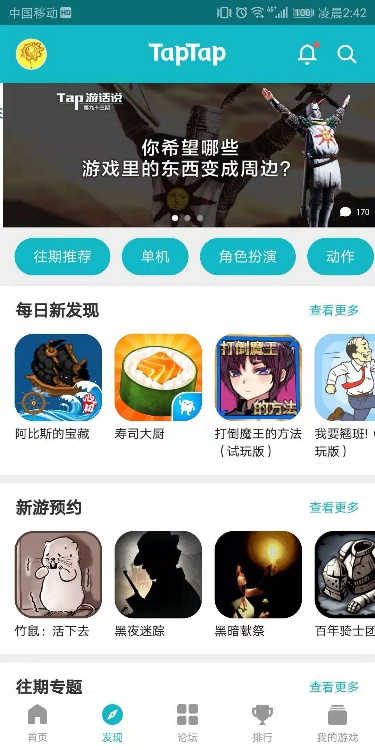 中国移动 HD
100 凌晨2:42
TapTap
Tap 游话说
第九十三期
你希望哪些
游戏里的东西变成周边?
170
往期推荐
单机
角色扮演
动作
每日新发现
查看更多
打倒魔王
的方法
阿比斯的宝藏
寿司大厨
打倒魔王的方法
（试玩版）
我要翘班!（
玩版）
新游预约
查看更多
竹鼠：活下去
黑夜迷踪
黑暗献祭
百年骑士团
往期专题
查看更多
首页
发现
论坛
排行
我的游戏